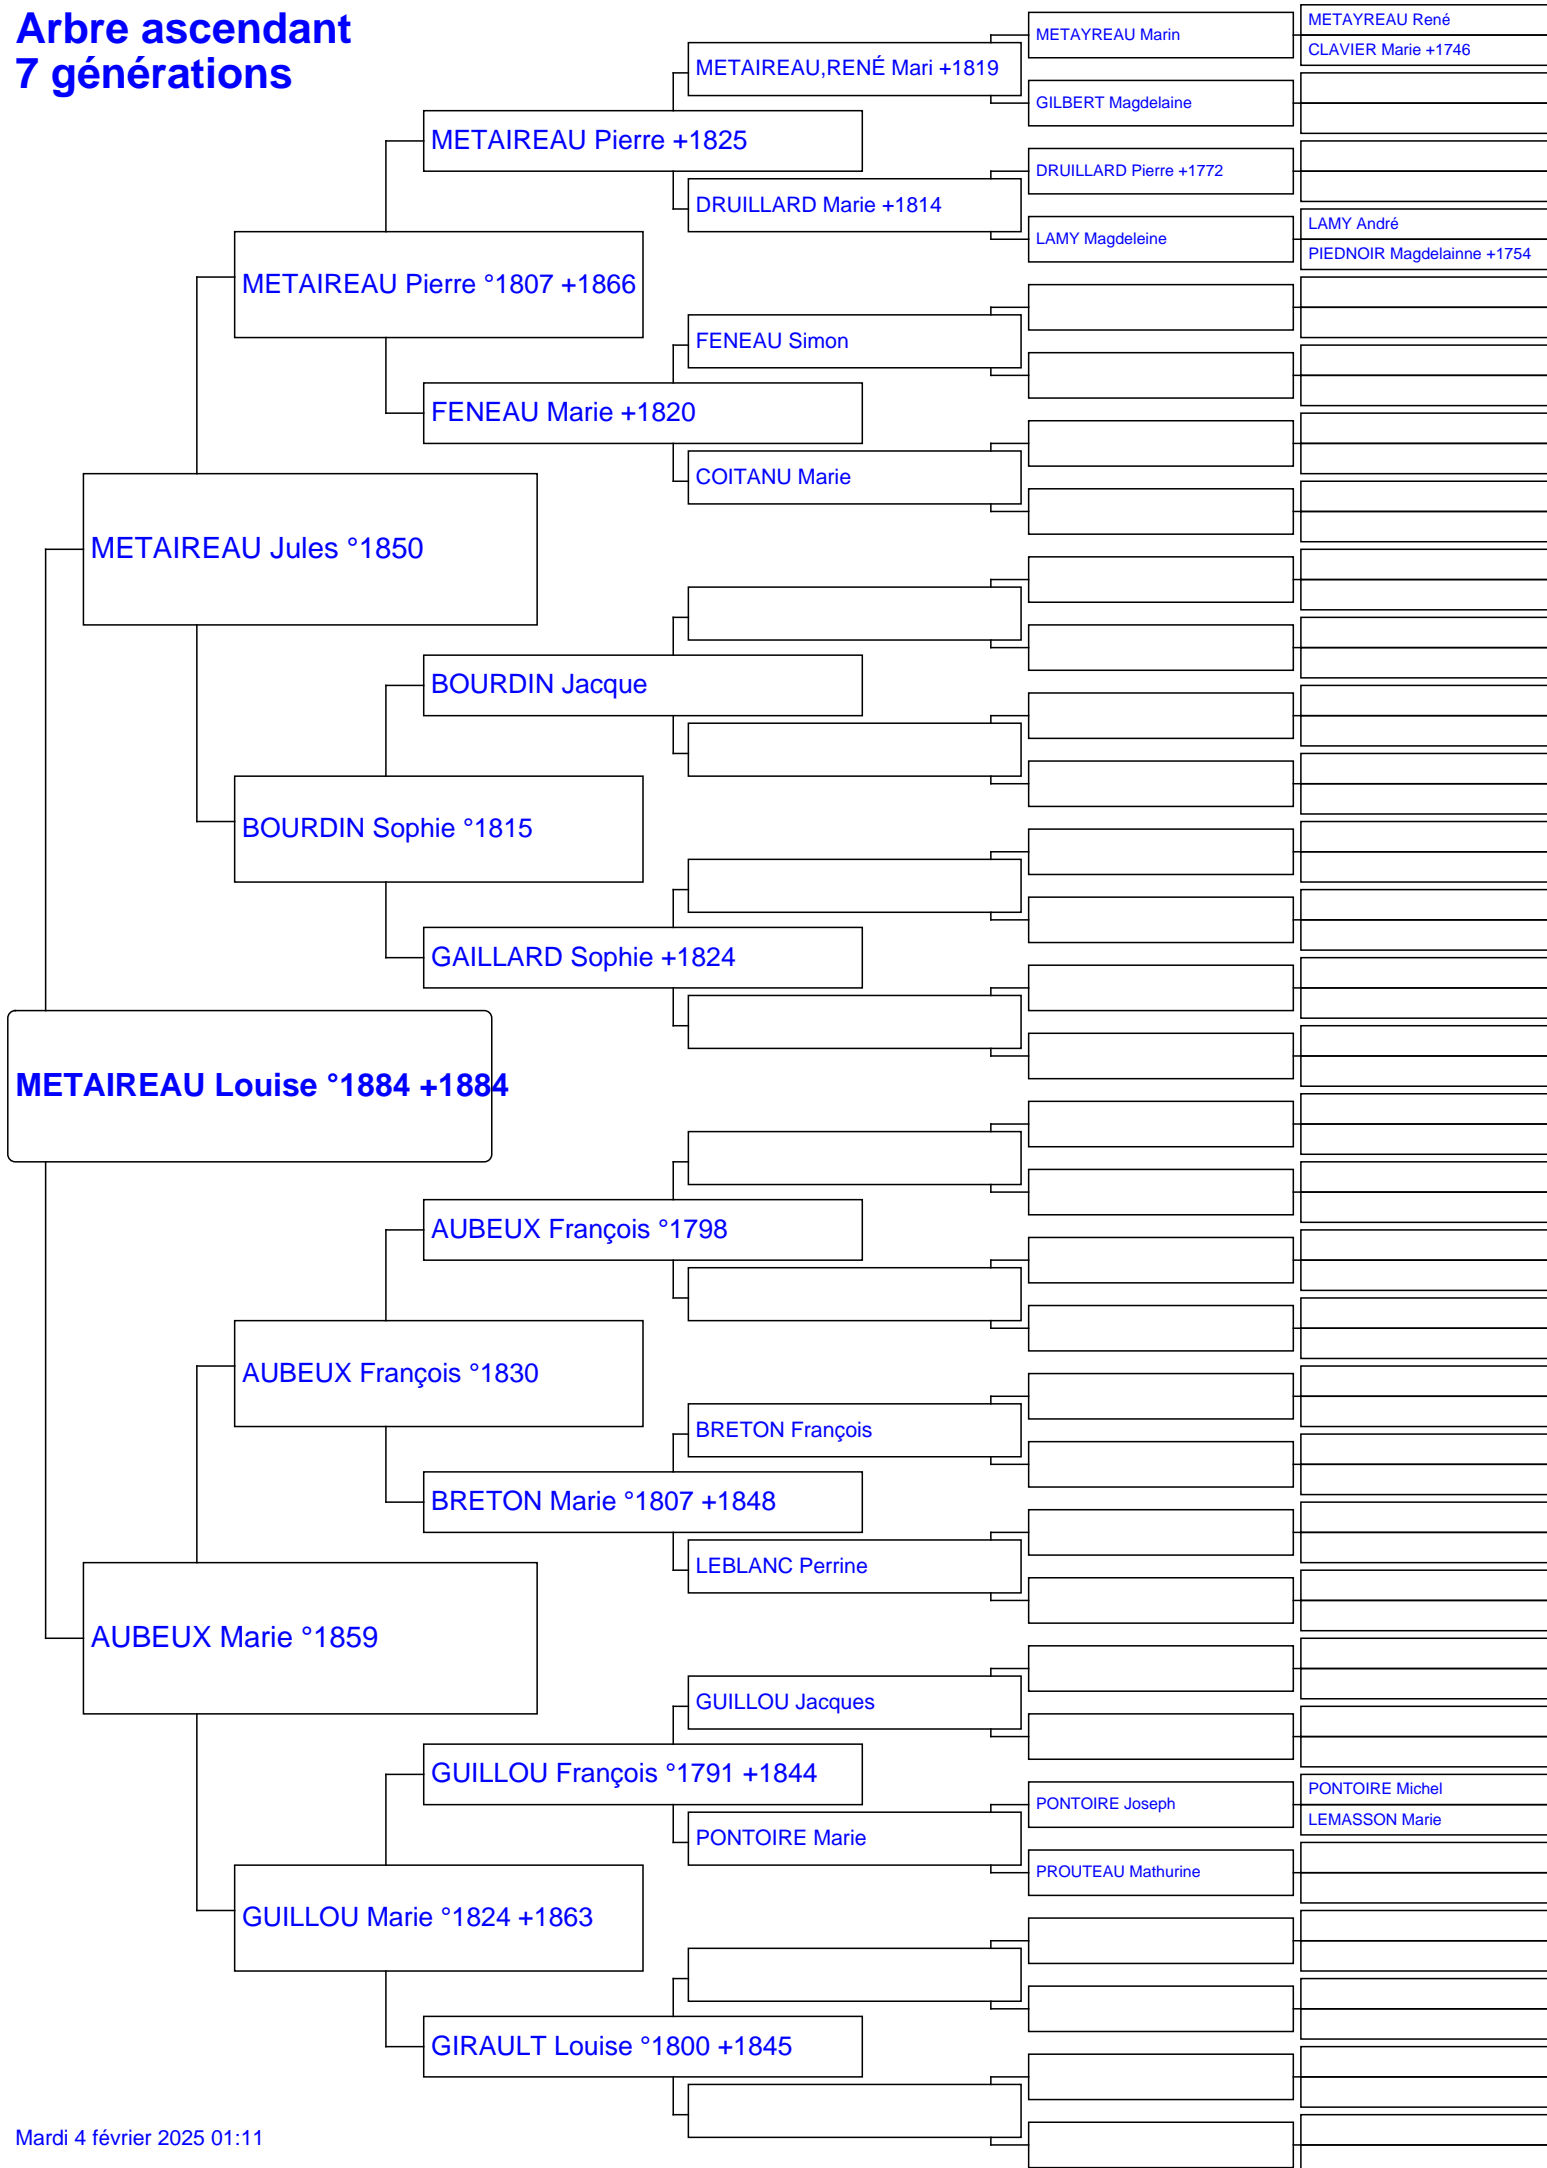 Arbre ascendant
7 générations
METAYREAU René
METAYREAU Marin
CLAVIER Marie +1746
METAIREAU,RENÉ Mari +1819
GILBERT Magdelaine
METAIREAU Pierre +1825
DRUILLARD Pierre +1772
DRUILLARD Marie +1814
LAMY André
LAMY Magdeleine
PIEDNOIR Magdelainne +1754
METAIREAU Pierre °1807 +1866
FENEAU Simon
FENEAU Marie +1820
COITANU Marie
METAIREAU Jules °1850
BOURDIN Jacque
BOURDIN Sophie °1815
GAILLARD Sophie +1824
METAIREAU Louise °1884 +1884
AUBEUX François °1798
AUBEUX François °1830
BRETON François
BRETON Marie °1807 +1848
LEBLANC Perrine
AUBEUX Marie °1859
GUILLOU Jacques
GUILLOU François °1791 +1844
PONTOIRE Michel
PONTOIRE Joseph
LEMASSON Marie
PONTOIRE Marie
PROUTEAU Mathurine
GUILLOU Marie °1824 +1863
GIRAULT Louise °1800 +1845
Mardi 4 février 2025 01:11